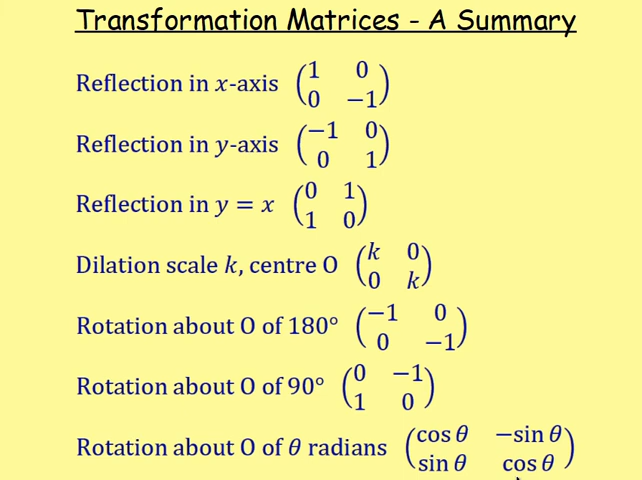 Transformation Matrices - A Summary
Reflection in x-axis (1 0
0 −1)
Reflection in y-axis (−1 0
0 1)
Reflection in y = x (0 1
1 0)
Dilation scale k, centre O (k 0
0 k)
Rotation about O of 180° (−1 0
0 −1)
Rotation about O of 90° (0 −1
1 0)
Rotation about O of θ radians (cos θ −sin θ
sin θ cos θ)